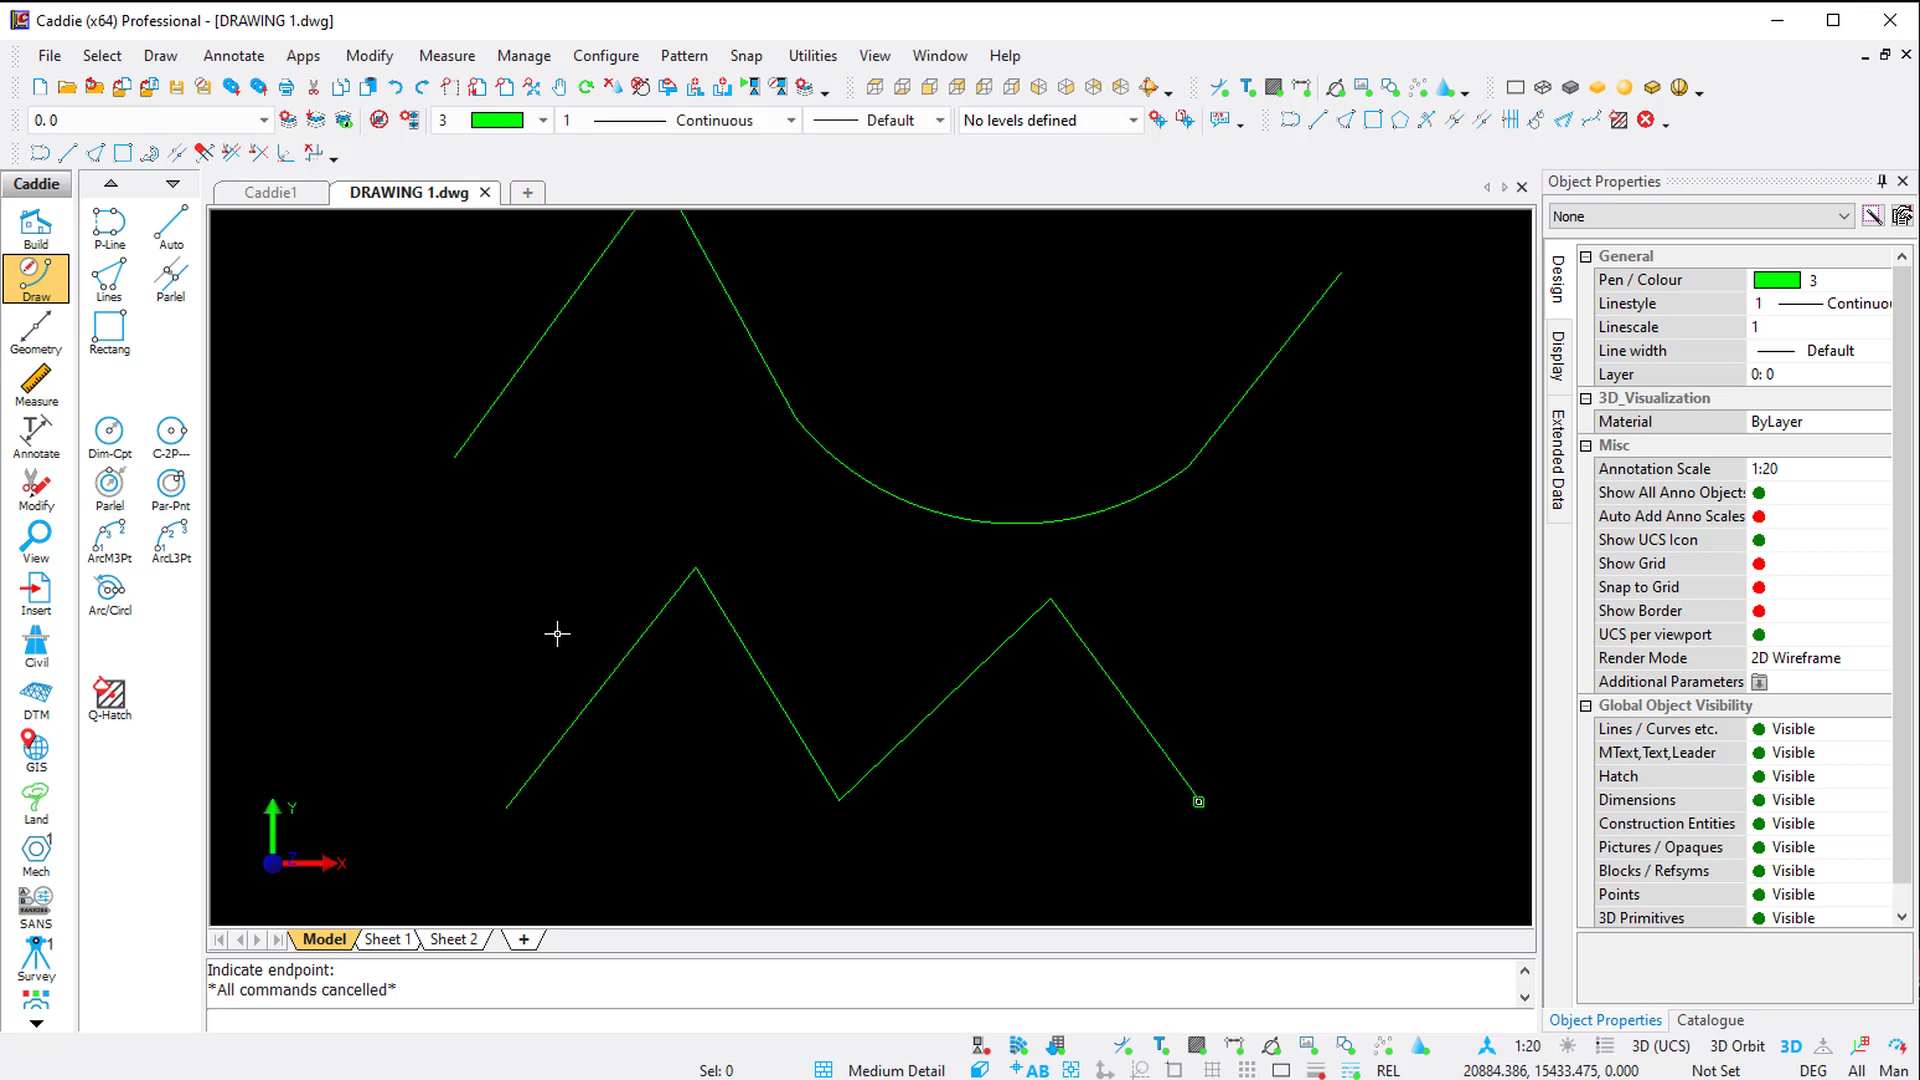 Caddie (x64) Professional - [DRAWING 1.dwg]
File Select Draw Annotate Apps Modify Measure Manage Configure Pattern Snap Utilities View Window Help
0. 0 3 1 Continuous Default No levels defined
Caddie
Build
Draw
Geometry
Measure
Annotate
Modify
View
Insert
Civil
DTM
GIS
Land
Mech
SANS
Survey
P-Line Auto
Lines Parlel
Rectang
Dim-Cpt C-2P---
Parlel Par-Pnt
ArcM3Pt ArcL3Pt
Arc/Circl
Q-Hatch
Caddie1 DRAWING 1.dwg +
Y
Z X
Model Sheet 1 Sheet 2 +
Indicate endpoint:
*All commands cancelled*
Object Properties
None
Design
Display
Extended Data
General
Pen / Colour 3
Linestyle 1 Continuou
Linescale 1
Line width Default
Layer 0: 0
3D_Visualization
Material ByLayer
Misc
Annotation Scale 1:20
Show All Anno Objects
Auto Add Anno Scales
Show UCS Icon
Show Grid
Snap to Grid
Show Border
UCS per viewport
Render Mode 2D Wireframe
Additional Parameters
Global Object Visibility
Lines / Curves etc. Visible
MText,Text,Leader Visible
Hatch Visible
Dimensions Visible
Construction Entities Visible
Pictures / Opaques Visible
Blocks / Refsyms Visible
Points Visible
3D Primitives Visible
Object Properties Catalogue
1:20 3D (UCS) 3D Orbit 3D
Sel: 0 Medium Detail AB REL 20884.386, 15433.475, 0.000 Not Set DEG All Man